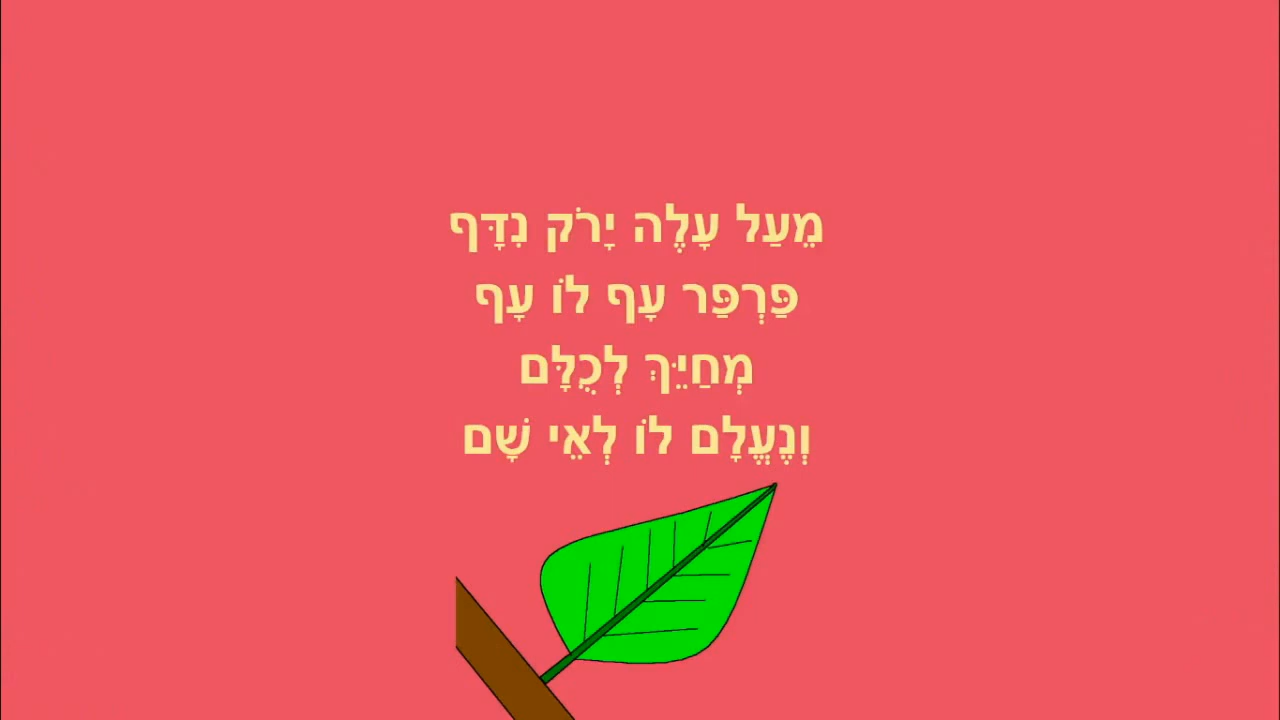 מֵעַל עָלֶה יָרֹק נִדָּף
פַּרְפַּר עָף לוֹ עָף
מְחַיֵּךְ לְכֻלָּם
וְנֶעֱלָם לוֹ לְאֵי שָׁם